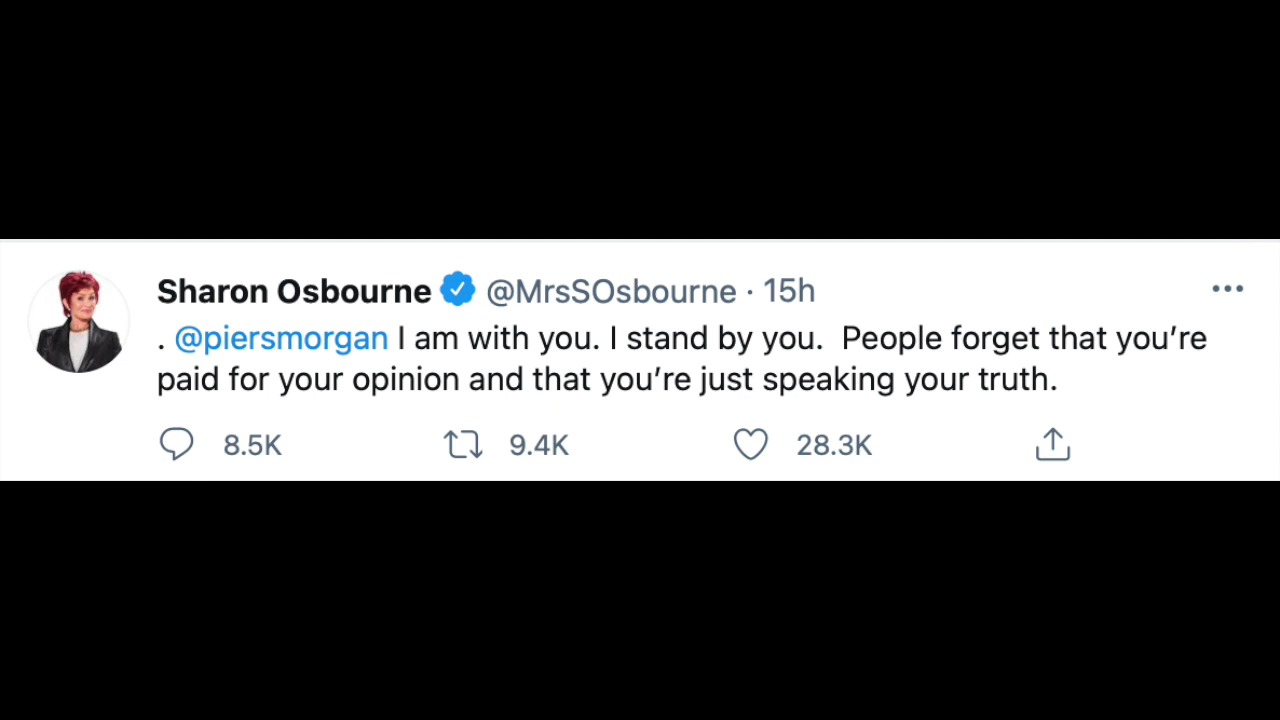 Sharon Osbourne @MrsSOsbourne · 15h
. @piersmorgan I am with you. I stand by you.  People forget that you’re
paid for your opinion and that you’re just speaking your truth.
8.5K 9.4K 28.3K